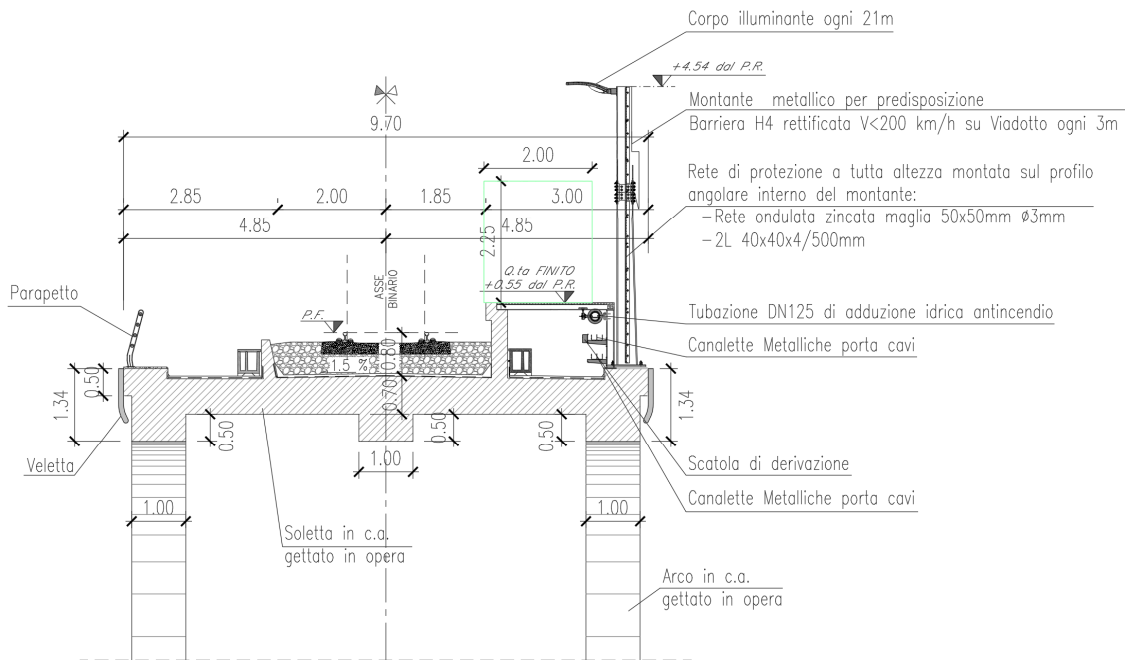 Corpo illuminante ogni 21m
+4.54 dal P.R.
Montante metallico per predisposizione
Barriera H4 rettificata V<200 km/h su Viadotto ogni 3m
9.70
2.00
Rete di protezione a tutta altezza montata sul profilo
angolare interno del montante:
-Rete ondulata zincata maglia 50x50mm Ø3mm
-2L 40x40x4/500mm
2.85
2.00
1.85
3.00
4.85
4.85
2.25
Q.ta FINITO
+0.55 dal P.R.
ASSE
BINARIO
Parapetto
P.F.
Tubazione DN125 di adduzione idrica antincendio
Canalette Metalliche porta cavi
1.5 %
0.80
0.70
0.50
1.34
0.50
0.50
0.50
1.34
Veletta
1.00
Scatola di derivazione
Canalette Metalliche porta cavi
1.00
1.00
Soletta in c.a.
gettato in opera
Arco in c.a.
gettato in opera